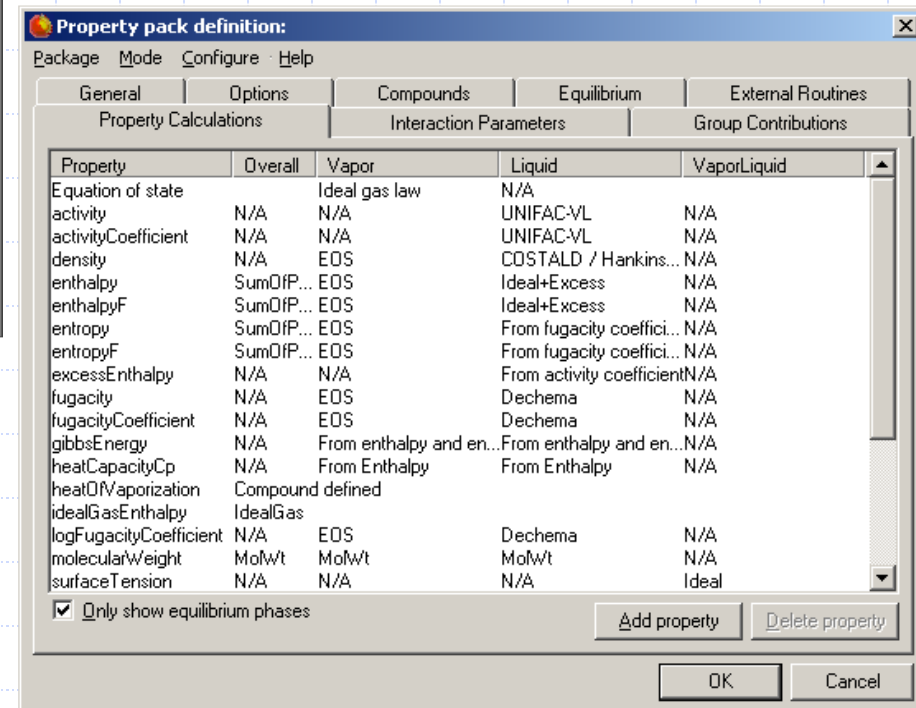 Property pack definition:
Package Mode Configure Help
General Options Compounds Equilibrium External Routines
Property Calculations Interaction Parameters Group Contributions
Property Overall Vapor Liquid VaporLiquid
Equation of state Ideal gas law N/A
activity N/A N/A UNIFAC-VL N/A
activityCoefficient N/A N/A UNIFAC-VL N/A
density N/A EOS COSTALD / Hankins... N/A
enthalpy SumOfP... EOS Ideal+Excess N/A
enthalpyF SumOfP... EOS Ideal+Excess N/A
entropy SumOfP... EOS From fugacity coeffici... N/A
entropyF SumOfP... EOS From fugacity coeffici... N/A
excessEnthalpy N/A N/A From activity coefficient N/A
fugacity N/A EOS Dechema N/A
fugacityCoefficient N/A EOS Dechema N/A
gibbsEnergy N/A From enthalpy and en... From enthalpy and en... N/A
heatCapacityCp N/A From Enthalpy From Enthalpy N/A
heatOfVaporization Compound defined
idealGasEnthalpy IdealGas
logFugacityCoefficient N/A EOS Dechema N/A
molecularWeight MolWt MolWt MolWt N/A
surfaceTension N/A N/A N/A Ideal
Only show equilibrium phases
Add property Delete property
OK Cancel